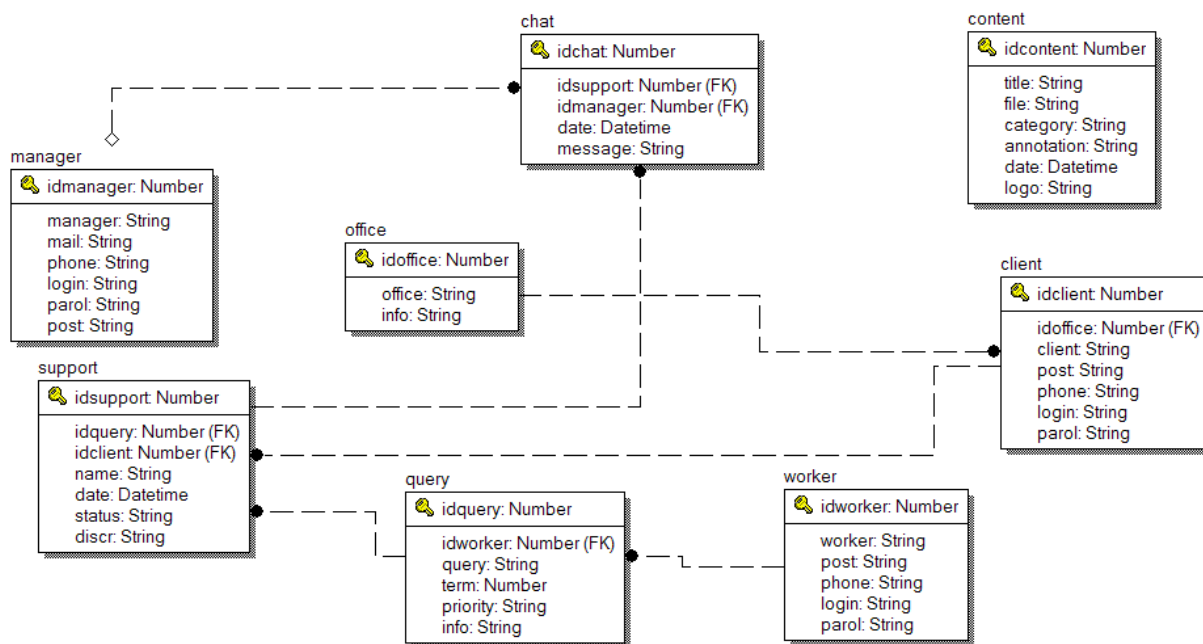 chat
idchat: Number
idsupport: Number (FK)
idmanager: Number (FK)
date: Datetime
message: String
content
idcontent: Number
title: String
file: String
category: String
annotation: String
date: Datetime
logo: String
manager
idmanager: Number
manager: String
mail: String
phone: String
login: String
parol: String
post: String
office
idoffice: Number
office: String
info: String
client
idclient: Number
idoffice: Number (FK)
client: String
post: String
phone: String
login: String
parol: String
support
idsupport: Number
idquery: Number (FK)
idclient: Number (FK)
name: String
date: Datetime
status: String
discr: String
query
idquery: Number
idworker: Number (FK)
query: String
term: Number
priority: String
info: String
worker
idworker: Number
worker: String
post: String
phone: String
login: String
parol: String